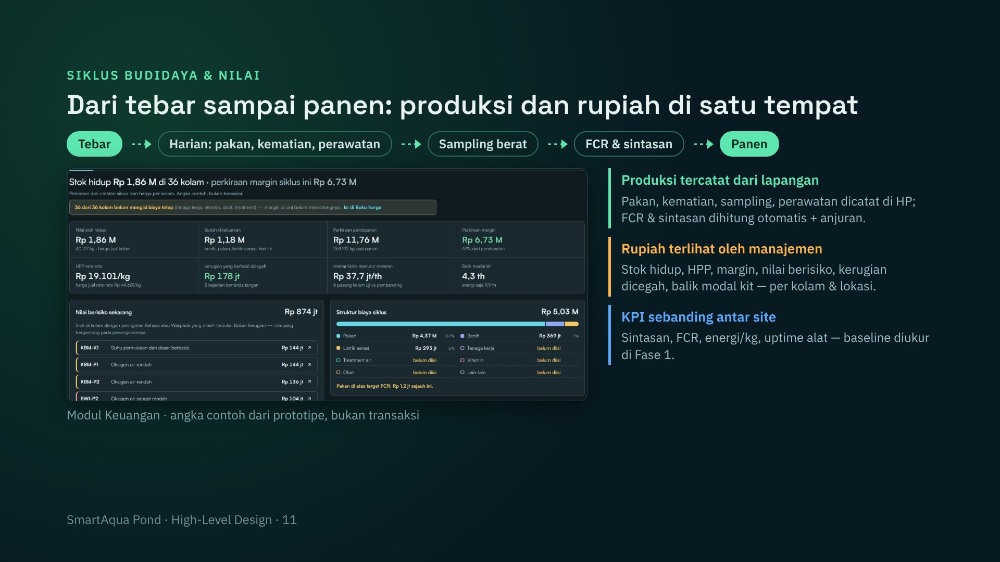 SIKLUS BUDIDAYA & NILAI
Dari tebar sampai panen: produksi dan rupiah di satu tempat
Tebar
Harian: pakan, kematian, perawatan
Sampling berat
FCR & sintasan
Panen
Stok hidup Rp 1,86 M di 36 kolam · perkiraan margin siklus ini Rp 6,73 M
Perkiraan dari catatan siklus dan harga per kolam. Angka contoh, bukan transaksi.
36 dari 36 kolam belum mengisi biaya tetap (tenaga kerja, vitamin, obat, treatment) — margin di sini belum memotongnya. Isi di Buku harga
Nilai stok hidup
Rp 1,86 M
40.127 kg · harga jual kolam
Sudah dikeluarkan
Rp 1,18 M
benih, pakan, listrik sampai hari ini
Perkiraan pendapatan
Rp 11,76 M
263.192 kg saat panen
Perkiraan margin
Rp 6,73 M
57% dari pendapatan
HPP rata-rata
Rp 19.101/kg
harga jual rata-rata Rp 44.681/kg
Kerugian yang berhasil dicegah
Rp 178 jt
5 kejadian bertanda tangan
Hemat listrik menurut meteran
Rp 37,7 jt/th
6 pasang kolam uji vs pembanding
Balik modal kit
4,3 th
energi saja 9,9 th
Nilai berisiko sekarang
Rp 874 jt
Stok di kolam dengan peringatan Bahaya atau Waspada yang masih terbuka. Bukan kerugian — nilai yang
bergantung pada penanganannya.
KBM-K1 Suhu permukaan dan dasar berbeda Rp 144 jt ↗
KBM-P1 Oksigen air rendah Rp 144 jt ↗
KBM-P2 Oksigen air rendah Rp 136 jt ↗
BWI-P2 Oksigen air sangat rendah Rp 104 jt ↗
Struktur biaya siklus
Rp 5,03 M
Pakan Rp 4,37 M 87% Benih Rp 369 jt 7%
Listrik aerasi Rp 293 jt 6% Tenaga kerja belum diisi
Treatment air belum diisi Vitamin belum diisi
Obat belum diisi Lain-lain belum diisi
Pakan di atas target FCR: Rp 1,2 jt sejauh ini.
Modul Keuangan · angka contoh dari prototipe, bukan transaksi
Produksi tercatat dari lapangan
Pakan, kematian, sampling, perawatan dicatat di HP;
FCR & sintasan dihitung otomatis + anjuran.
Rupiah terlihat oleh manajemen
Stok hidup, HPP, margin, nilai berisiko, kerugian
dicegah, balik modal kit — per kolam & lokasi.
KPI sebanding antar site
Sintasan, FCR, energi/kg, uptime alat — baseline diukur
di Fase 1.
SmartAqua Pond · High-Level Design · 11